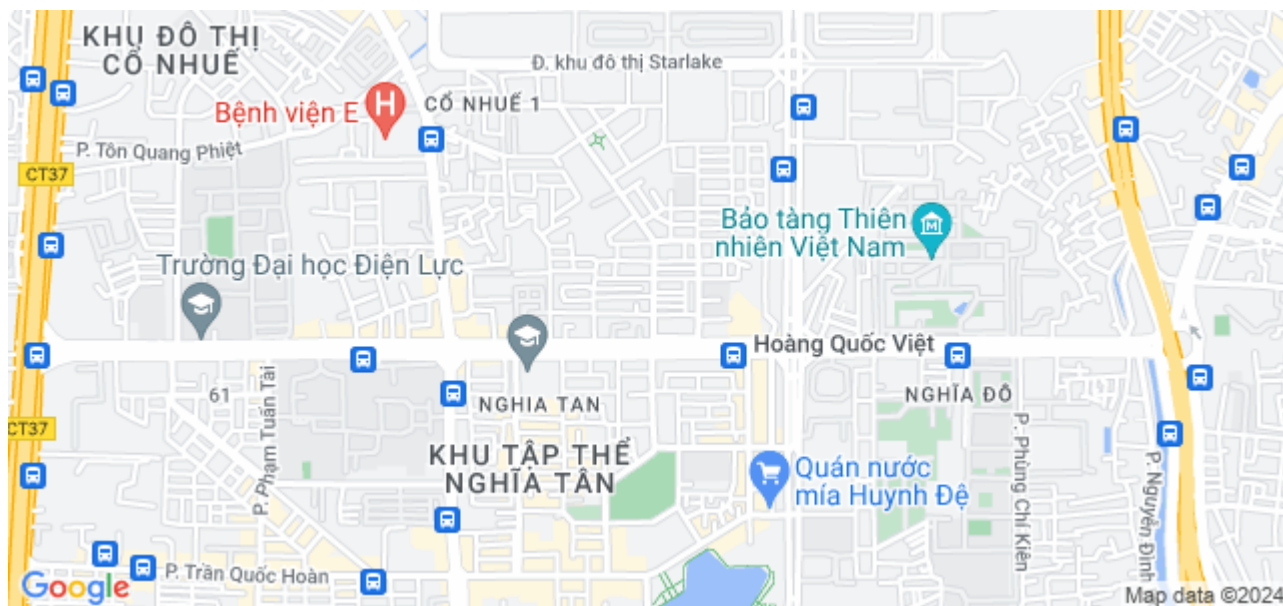 KHU ĐÔ THỊ
CỔ NHUẾ
Đ. khu đô thị Starlake
Bệnh viện E
CỔ NHUẾ 1
P. Tôn Quang Phiệt
CT37
Bảo tàng Thiên
nhiên Việt Nam
Trường Đại học Điện Lực
Hoàng Quốc Việt
61
P. Phạm Tuấn Tài
NGHIA TAN
NGHĨA ĐÔ
CT37
KHU TẬP THỂ
NGHĨA TÂN
Quán nước
mía Huynh Đệ
P. Phùng Chí Kiên
P. Nguyễn Đình
P. Trần Quốc Hoàn
Google
Map data ©2024